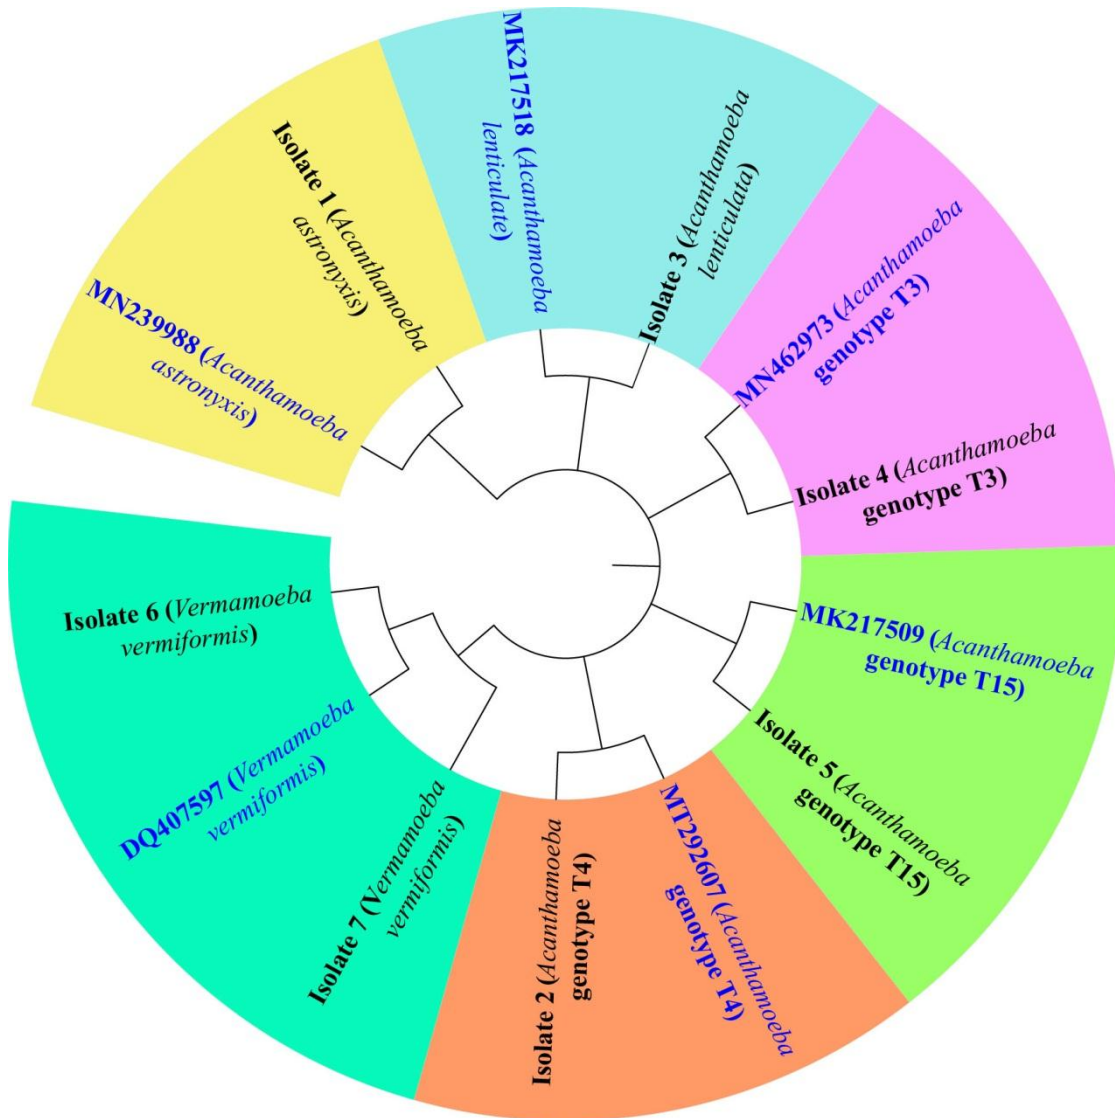 MN239988 (Acanthamoeba
astronyxis)
Isolate 1 (Acanthamoeba
astronyxis)
MK217518 (Acanthamoeba
lenticulate)
Isolate 3 (Acanthamoeba
lenticulata)
MN462973 (Acanthamoeba
genotype T3)
Isolate 4 (Acanthamoeba
genotype T3)
MK217509 (Acanthamoeba
genotype T15)
Isolate 5 (Acanthamoeba
genotype T15)
MT292607 (Acanthamoeba
genotype T4)
Isolate 2 (Acanthamoeba
genotype T4)
Isolate 7 (Vermamoeba
vermiformis)
DQ407597 (Vermamoeba
vermiformis)
Isolate 6 (Vermamoeba
vermiformis)